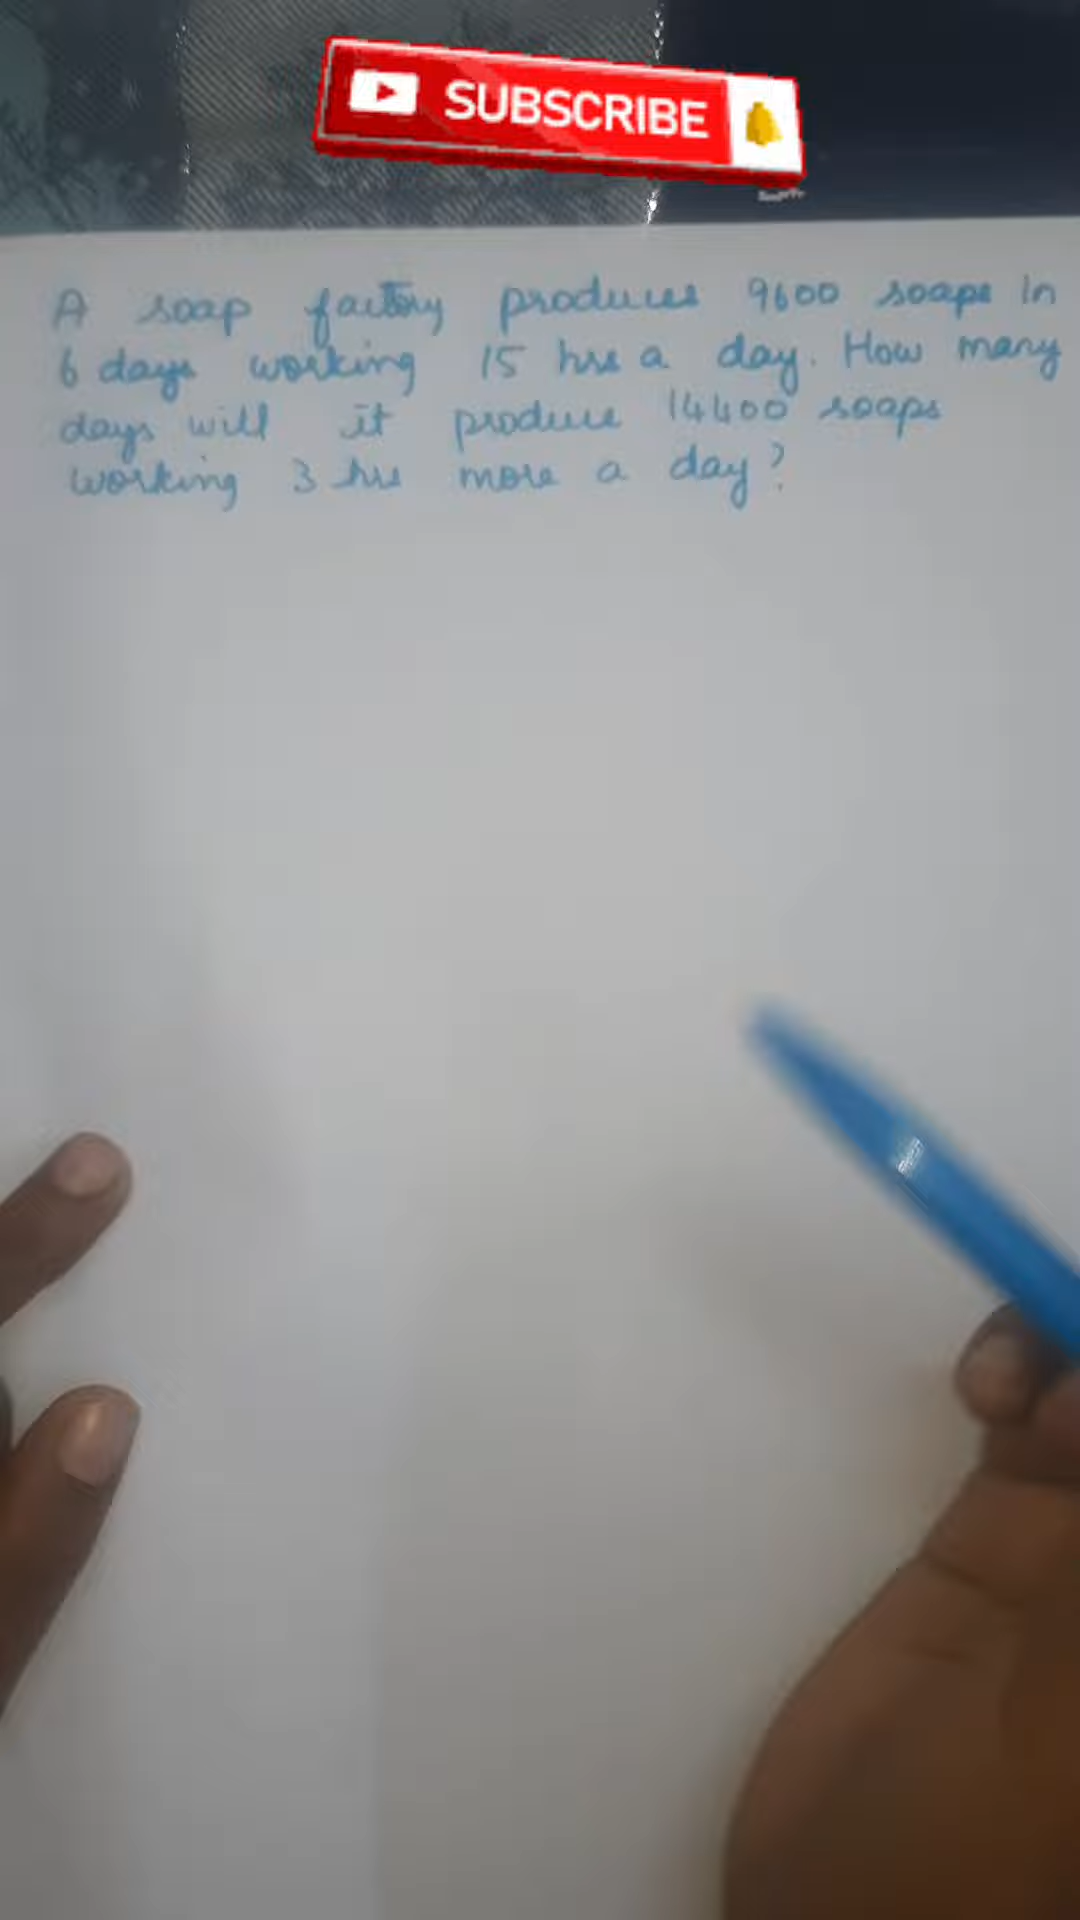 SUBSCRIBE
A soap factory produces 9600 soaps in
6 days working 15 hrs a day. How many
days will it produce 14400 soaps
working 3 hrs more a day?